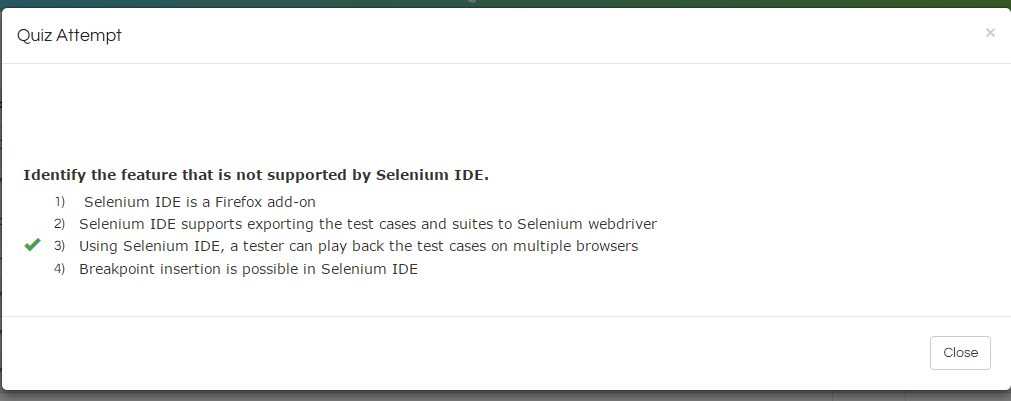 Quiz Attempt
×
Identify the feature that is not supported by Selenium IDE.
1) Selenium IDE is a Firefox add-on
2) Selenium IDE supports exporting the test cases and suites to Selenium webdriver
3) Using Selenium IDE, a tester can play back the test cases on multiple browsers
4) Breakpoint insertion is possible in Selenium IDE
Close